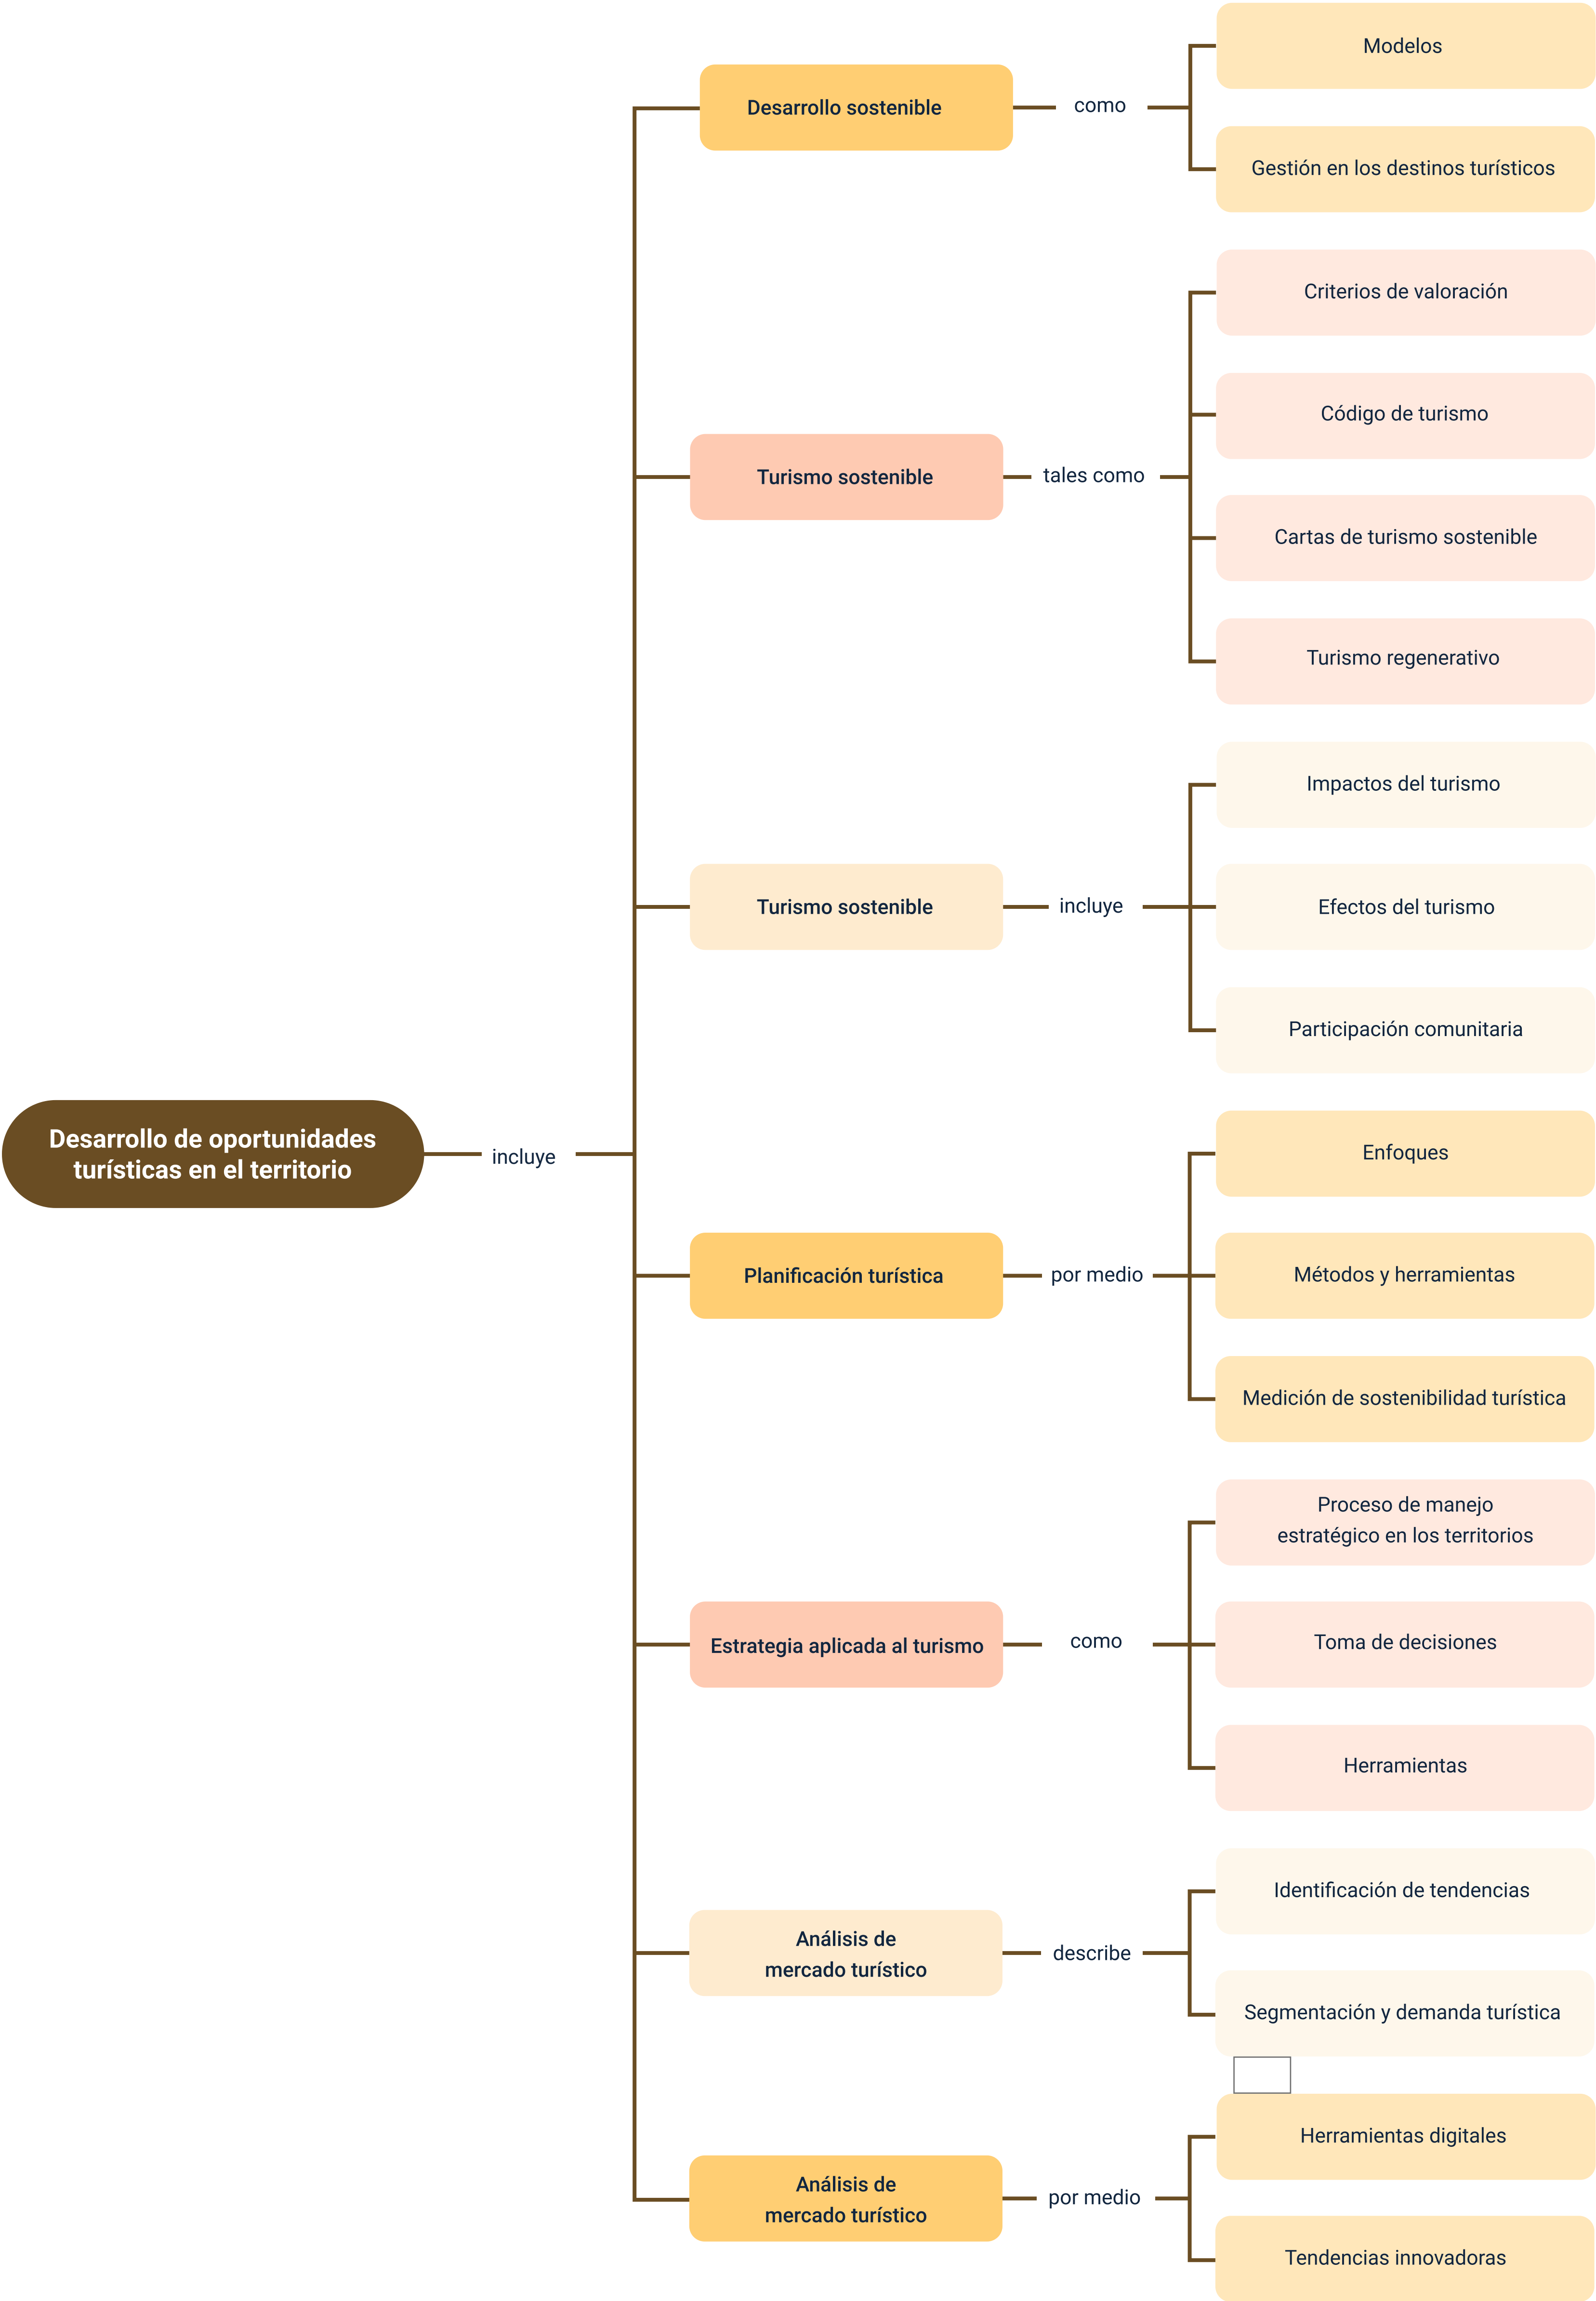 Desarrollo de oportunidades
turísticas en el territorio
incluye
Desarrollo sostenible
como
Modelos
Gestión en los destinos turísticos
Turismo sostenible
tales como
Criterios de valoración
Código de turismo
Cartas de turismo sostenible
Turismo regenerativo
Turismo sostenible
incluye
Impactos del turismo
Efectos del turismo
Participación comunitaria
Planificación turística
por medio
Enfoques
Métodos y herramientas
Medición de sostenibilidad turística
Estrategia aplicada al turismo
como
Proceso de manejo
estratégico en los territorios
Toma de decisiones
Herramientas
Análisis de
mercado turístico
describe
Identificación de tendencias
Segmentación y demanda turística
Análisis de
mercado turístico
por medio
Herramientas digitales
Tendencias innovadoras